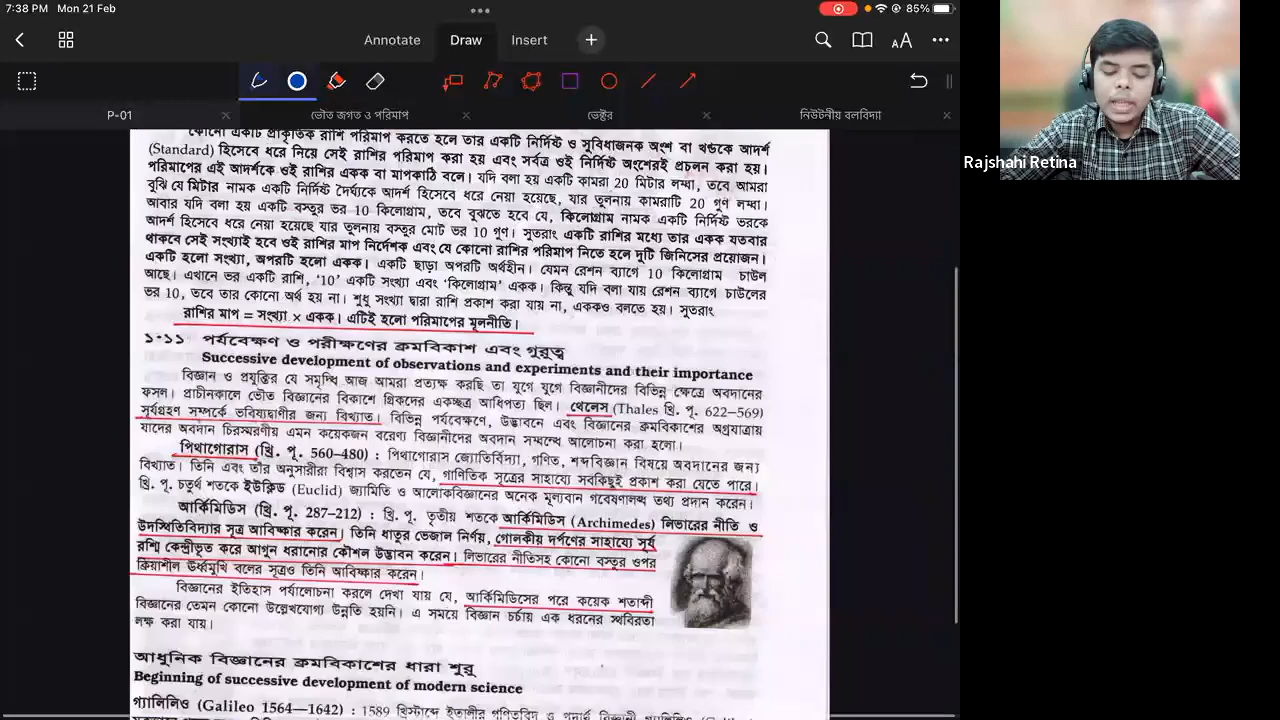 7:38 PM Mon 21 Feb
85%
Annotate Draw Insert
AA
P-01 ভৌত জগত ও পরিমাপ ভেক্টর নিউটনীয় বলবিদ্যা
Rajshahi Retina
কোনো একটি প্রাকৃতিক রাশি পরিমাপ করতে হলে তার একটি নির্দিষ্ট ও সুবিধাজনক অংশ বা খণ্ডকে আদর্শ
(Standard) হিসেবে ধরে নিয়ে সেই রাশির পরিমাপ করা হয় এবং সর্বত্র ওই নির্দিষ্ট অংশেরই প্রচলন করা হয়।
পরিমাপের এই আদর্শকে ওই রাশির একক বা মাপকাঠি বলে। যদি বলা হয় একটি কামরা 20 মিটার লম্বা, তবে আমরা
বুঝি যে মিটার নামক একটি নির্দিষ্ট দৈর্ঘ্যকে আদর্শ হিসেবে ধরে নেয়া হয়েছে, যার তুলনায় কামরাটি 20 গুণ লম্বা।
আবার যদি বলা হয় একটি বস্তুর ভর 10 কিলোগ্রাম, তবে বুঝতে হবে যে, কিলোগ্রাম নামক একটি নির্দিষ্ট ভরকে
আদর্শ হিসেবে ধরে নেয়া হয়েছে যার তুলনায় বস্তুর মোট ভর 10 গুণ। সুতরাং একটি রাশির মধ্যে তার একক যতবার
থাকবে সেই সংখ্যাই হবে ওই রাশির মাপ নির্দেশক এবং যে কোনো রাশির পরিমাপ নিতে হলে দুটি জিনিসের প্রয়োজন।
একটি হলো সংখ্যা, অপরটি হলো একক। একটি ছাড়া অপরটি অর্থহীন। যেমন রেশন ব্যাগে 10 কিলোগ্রাম চাউল
আছে। এখানে ভর একটি রাশি, ‘10’ একটি সংখ্যা এবং ‘কিলোগ্রাম’ একক। কিন্তু যদি বলা যায় রেশন ব্যাগে চাউলের
ভর 10, তবে তার কোনো অর্থ হয় না। শুধু সংখ্যা দ্বারা রাশি প্রকাশ করা যায় না, এককও বলতে হয়। সুতরাং
রাশির মাপ = সংখ্যা × একক। এটিই হলো পরিমাপের মূলনীতি।
১·১১ পর্যবেক্ষণ ও পরীক্ষণের ক্রমবিকাশ এবং গুরুত্ব
Successive development of observations and experiments and their importance
বিজ্ঞান ও প্রযুক্তির যে সমৃদ্ধি আজ আমরা প্রত্যক্ষ করছি তা যুগে যুগে বিজ্ঞানীদের বিভিন্ন ক্ষেত্রে অবদানের
ফসল। প্রাচীনকালে ভৌত বিজ্ঞানের বিকাশে গ্রিকদের একচ্ছত্র আধিপত্য ছিল। থেলেস (Thales খ্রি. পূ. 622–569)
সূর্যগ্রহণ সম্পর্কে ভবিষ্যদ্বাণীর জন্য বিখ্যাত। বিভিন্ন পর্যবেক্ষণে, উদ্ভাবনে এবং বিজ্ঞানের ক্রমবিকাশের অগ্রযাত্রায়
যাদের অবদান চিরস্মরণীয় এমন কয়েকজন বরেণ্য বিজ্ঞানীদের অবদান সম্বন্ধে আলোচনা করা হলো।
পিথাগোরাস (খ্রি. পূ. 560–480) : পিথাগোরাস জ্যোতির্বিদ্যা, গণিত, শব্দবিজ্ঞান বিষয়ে অবদানের জন্য
বিখ্যাত। তিনি এবং তাঁর অনুসারীরা বিশ্বাস করতেন যে, গাণিতিক সূত্রের সাহায্যে সবকিছুই প্রকাশ করা যেতে পারে।
খ্রি. পূ. চতুর্থ শতকে ইউক্লিড (Euclid) জ্যামিতি ও আলোকবিজ্ঞানের অনেক মূল্যবান গবেষণালব্ধ তথ্য প্রদান করেন।
আর্কিমিডিস (খ্রি. পূ. 287–212) : খ্রি. পূ. তৃতীয় শতকে আর্কিমিডিস (Archimedes) লিভারের নীতি ও
উদস্থিতিবিদ্যার সূত্র আবিষ্কার করেন। তিনি ধাতুর ভেজাল নির্ণয়, গোলকীয় দর্পণের সাহায্যে সূর্য
রশ্মি কেন্দ্রীভূত করে আগুন ধরানোর কৌশল উদ্ভাবন করেন। লিভারের নীতিসহ কোনো বস্তুর ওপর
ক্রিয়াশীল ঊর্ধ্বমুখি বলের সূত্রও তিনি আবিষ্কার করেন।
বিজ্ঞানের ইতিহাস পর্যালোচনা করলে দেখা যায় যে, আর্কিমিডিসের পরে কয়েক শতাব্দী
বিজ্ঞানের তেমন কোনো উল্লেখযোগ্য উন্নতি হয়নি। এ সময়ে বিজ্ঞান চর্চায় এক ধরনের স্থবিরতা
লক্ষ করা যায়।
আধুনিক বিজ্ঞানের ক্রমবিকাশের ধারা শুরু
Beginning of successive development of modern science
গ্যালিলিও (Galileo 1564—1642) : 1589 খ্রিস্টাব্দে ইতালীর গণিতবিদ ও পদার্থ বিজ্ঞানী গ্যালিলিও